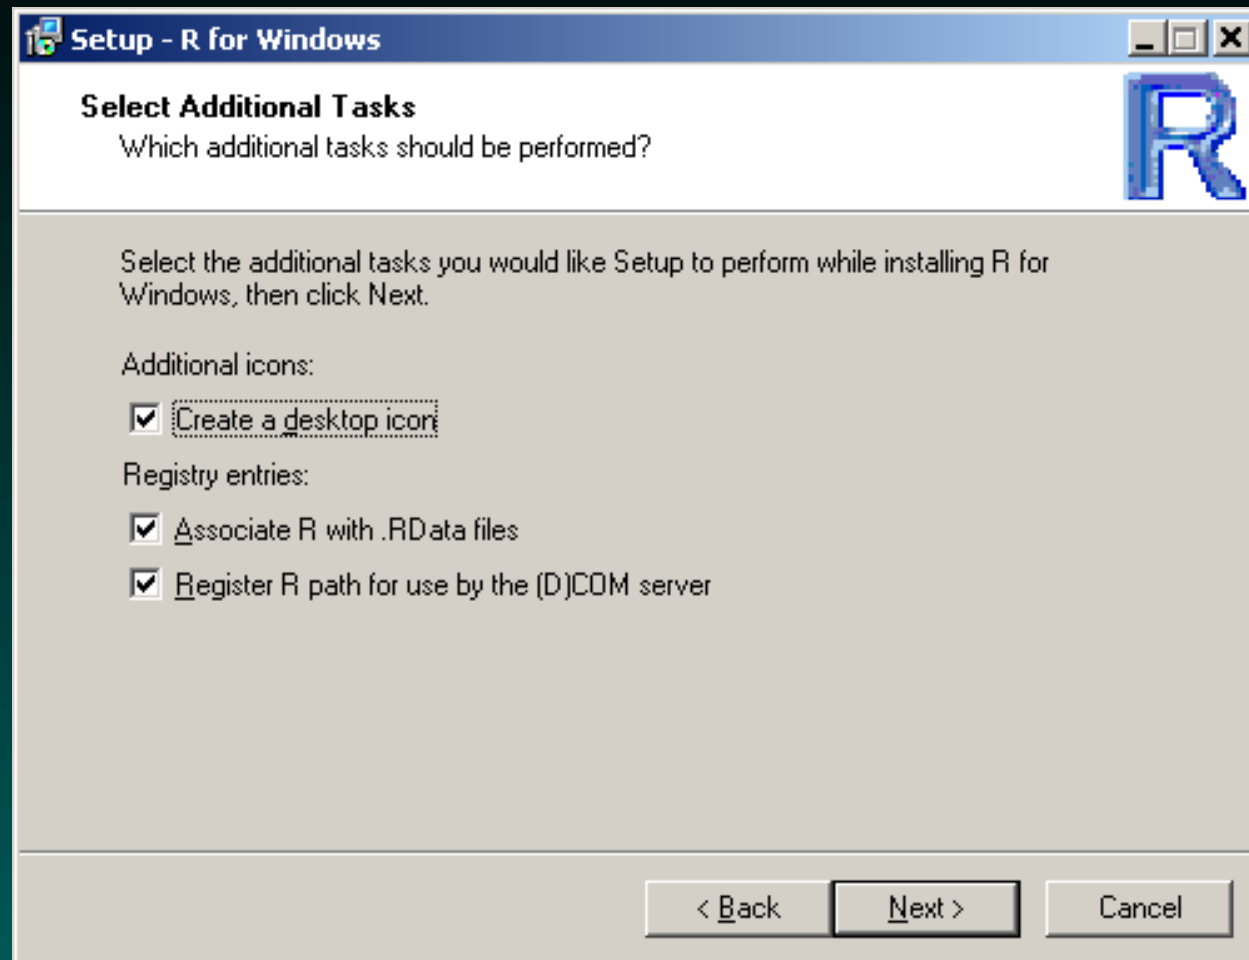 Setup - R for Windows
Select Additional Tasks
Which additional tasks should be performed?
R
Select the additional tasks you would like Setup to perform while installing R for
Windows, then click Next.
Additional icons:
Create a desktop icon
Registry entries:
Associate R with .RData files
Register R path for use by the (D)COM server
< Back Next > Cancel